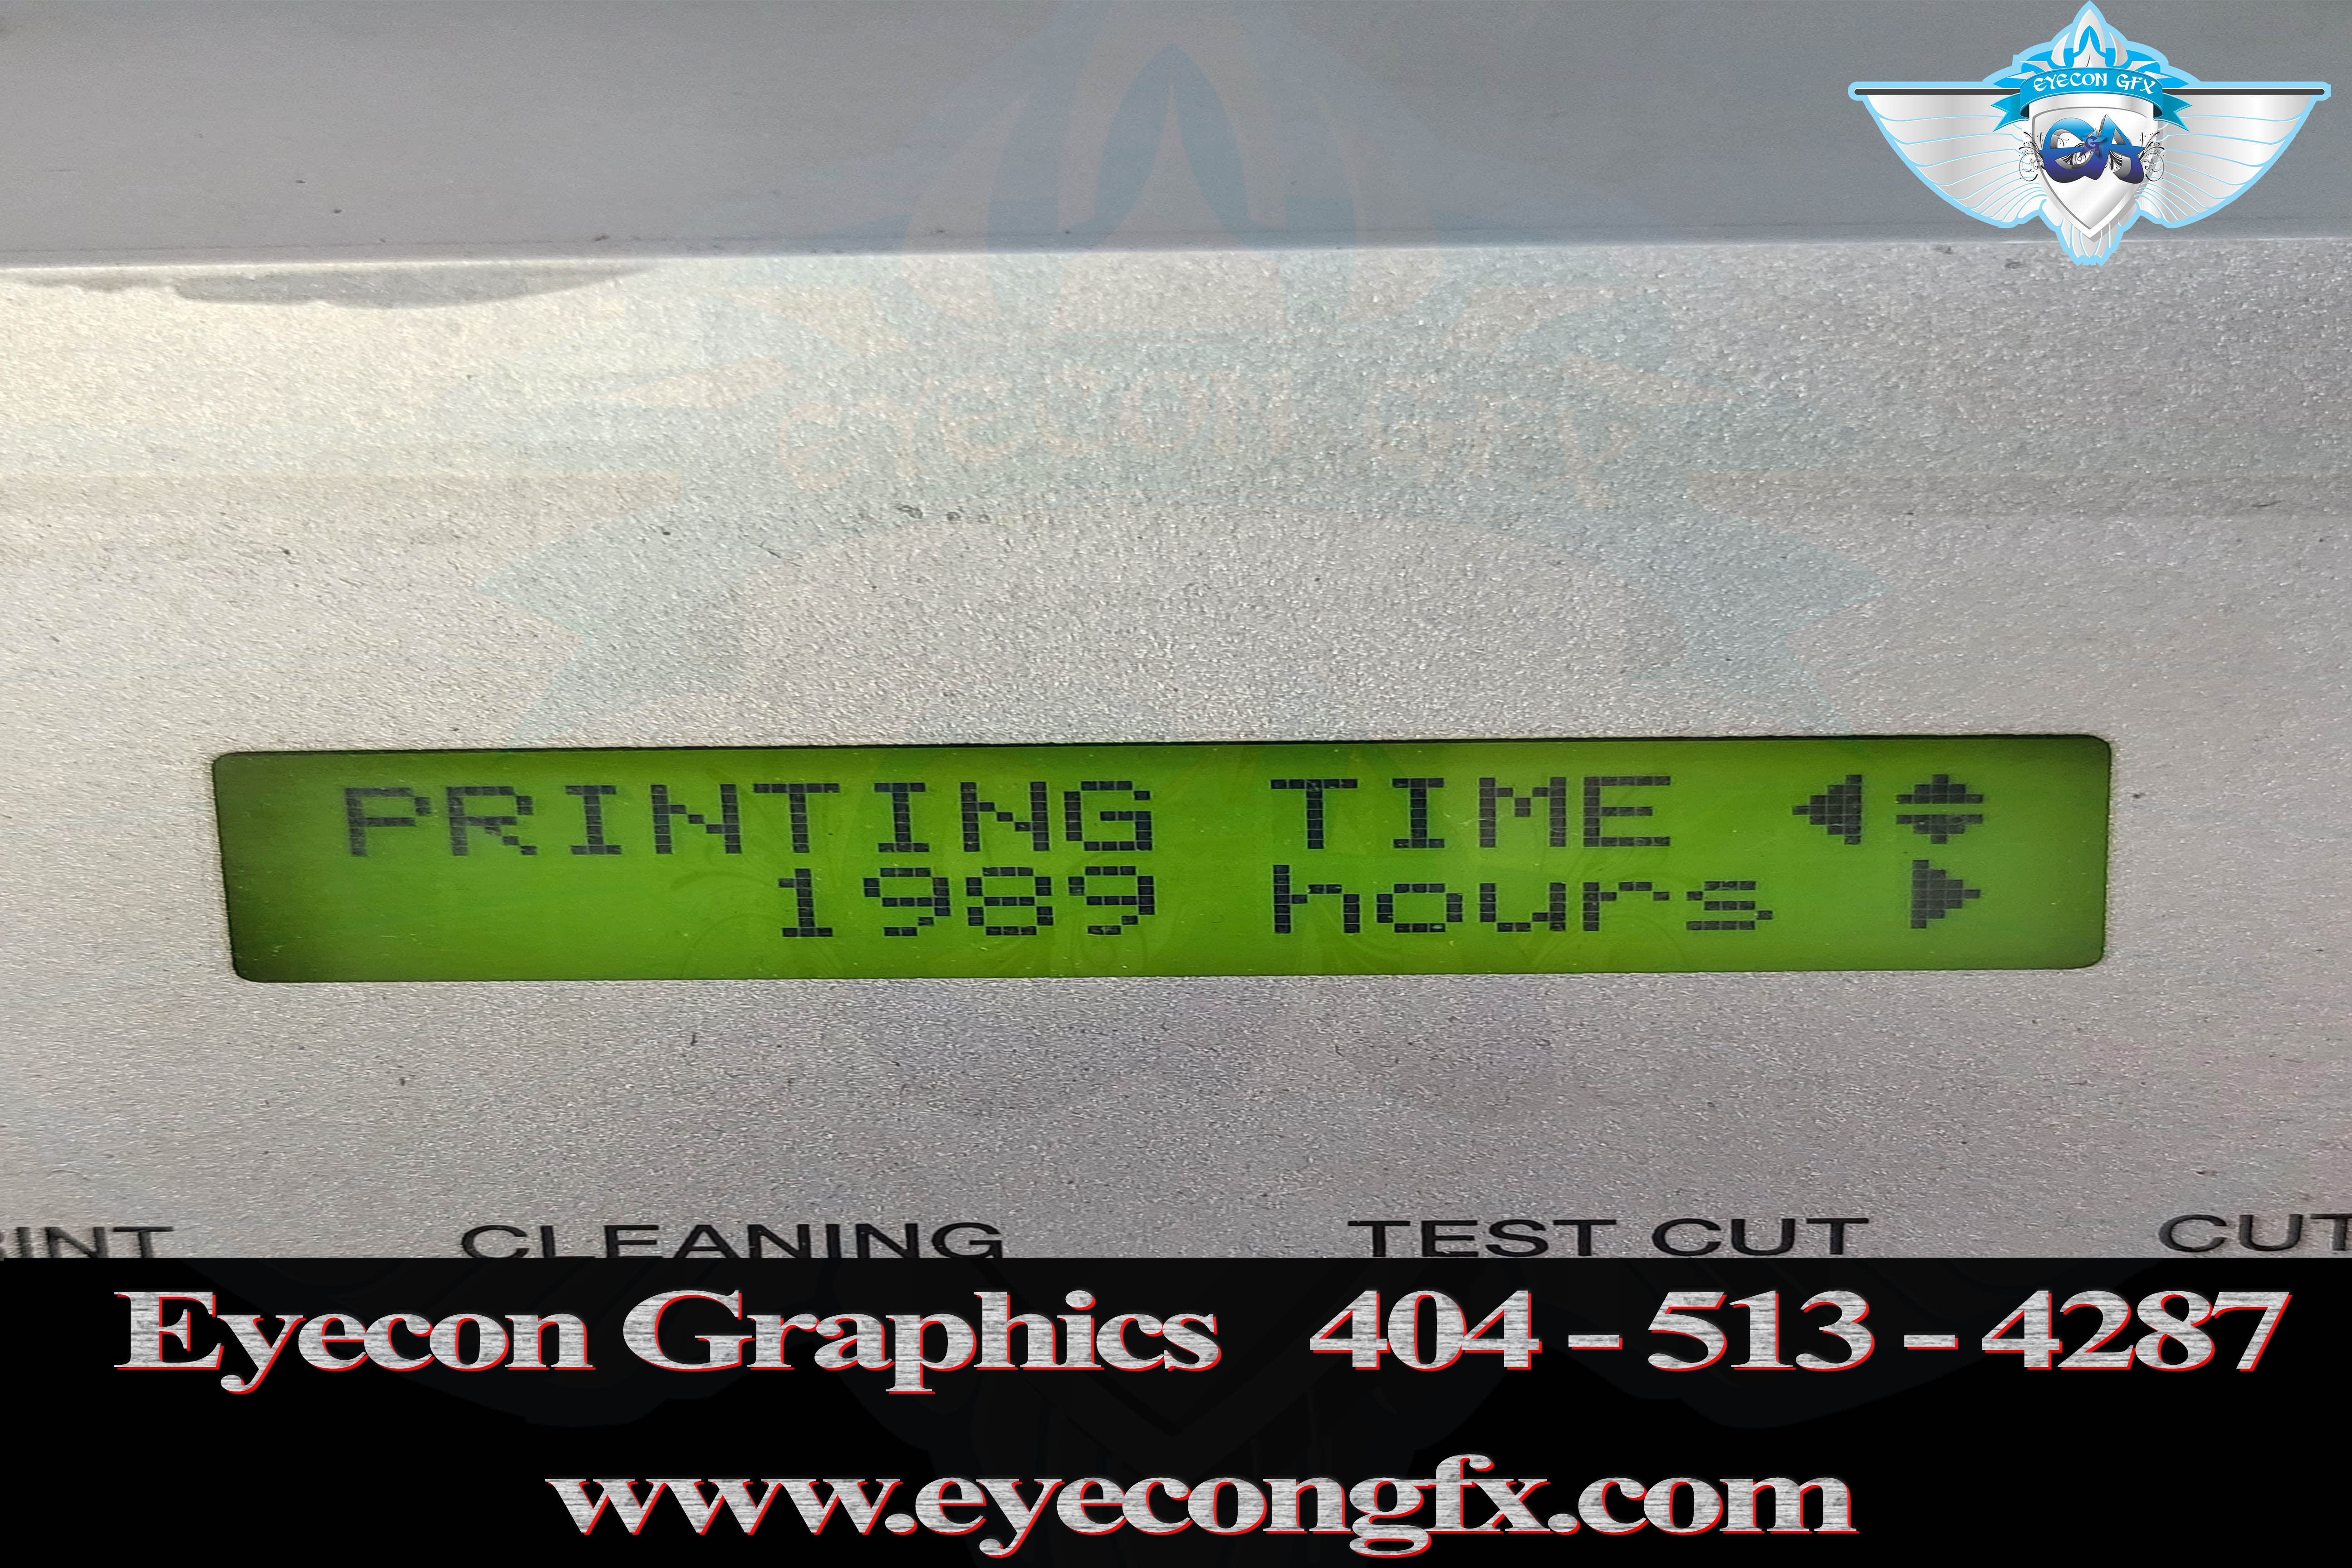 EYECON GFX
PRINTING TIME
1989 hours
CLEANING TEST CUT
Eyecon Graphics 404 - 513 - 4287
www.eyecongfx.com